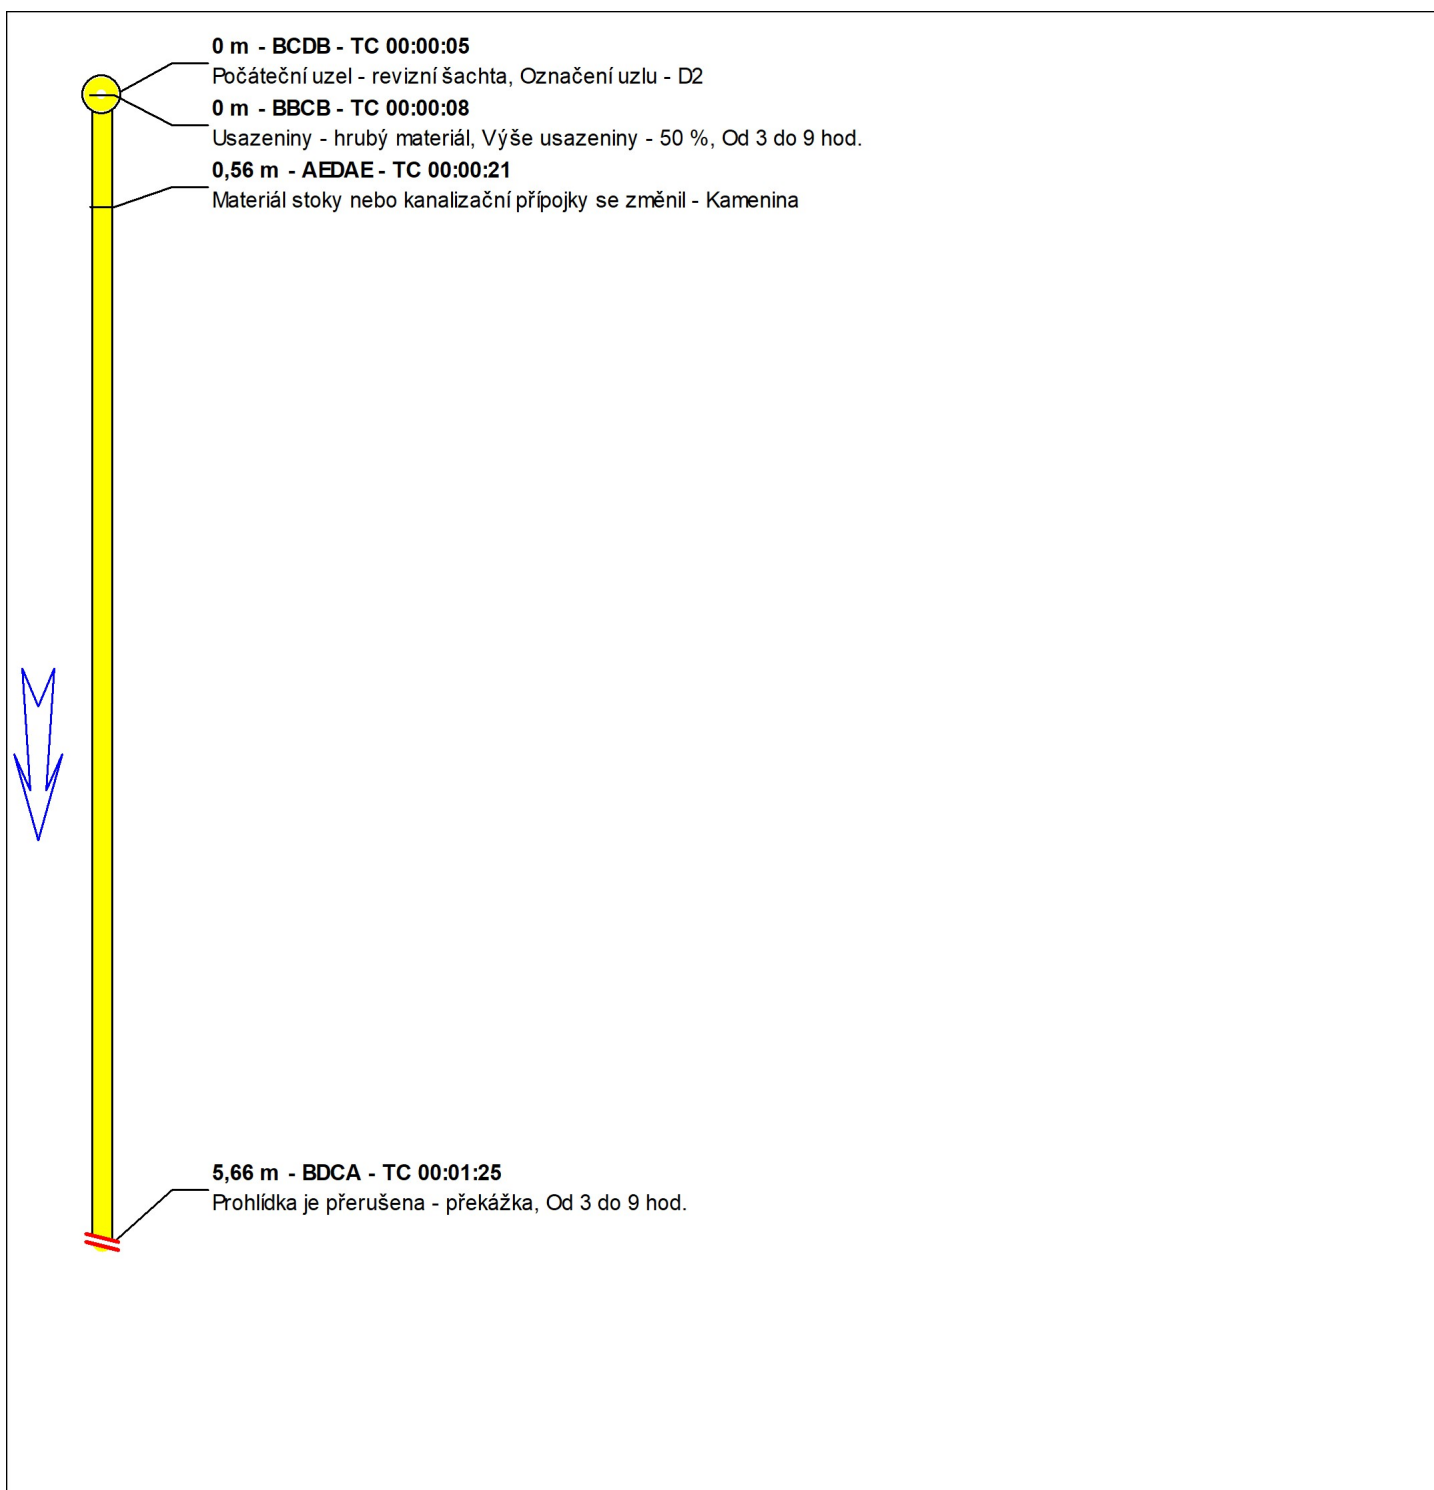 0 m - BCDB - TC 00:00:05
Počáteční uzel - revizní šachta, Označení uzlu - D2
0 m - BBCB - TC 00:00:08
Usazeniny - hrubý materiál, Výše usazeniny - 50 %, Od 3 do 9 hod.
0,56 m - AEDAE - TC 00:00:21
Materiál stoky nebo kanalizační přípojky se změnil - Kamenina
5,66 m - BDCA - TC 00:01:25
Prohlídka je přerušena - překážka, Od 3 do 9 hod.